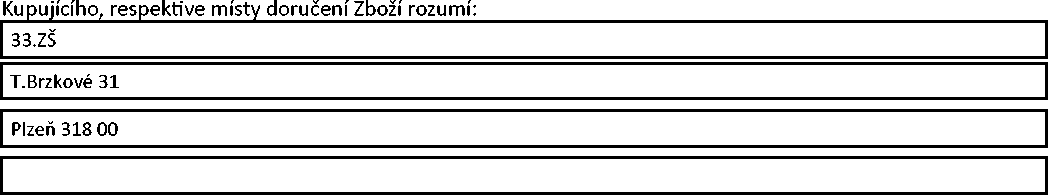 Kupujícího, respektive místy doručení Zboží rozumí:
33.ZŠ
T.Brzkové 31
Plzeň 318 00